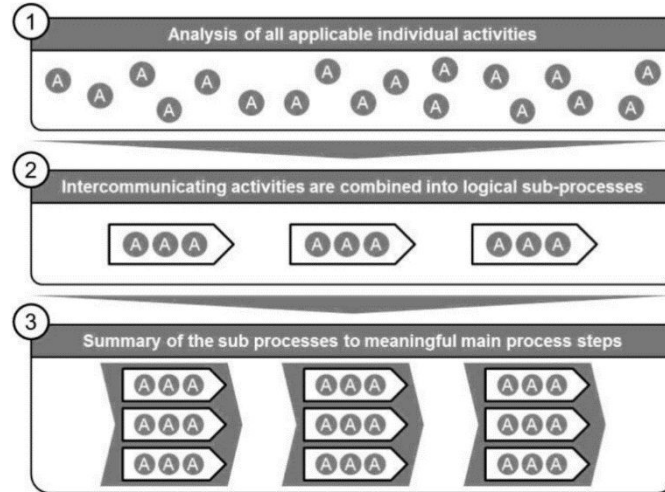 1
Analysis of all applicable individual activities
A A A A A A A A A
A A A A A A A A A
2
Intercommunicating activities are combined into logical sub-processes
A A A A A A A A A
3
Summary of the sub processes to meaningful main process steps
A A A A A A A A A
A A A A A A A A A
A A A A A A A A A